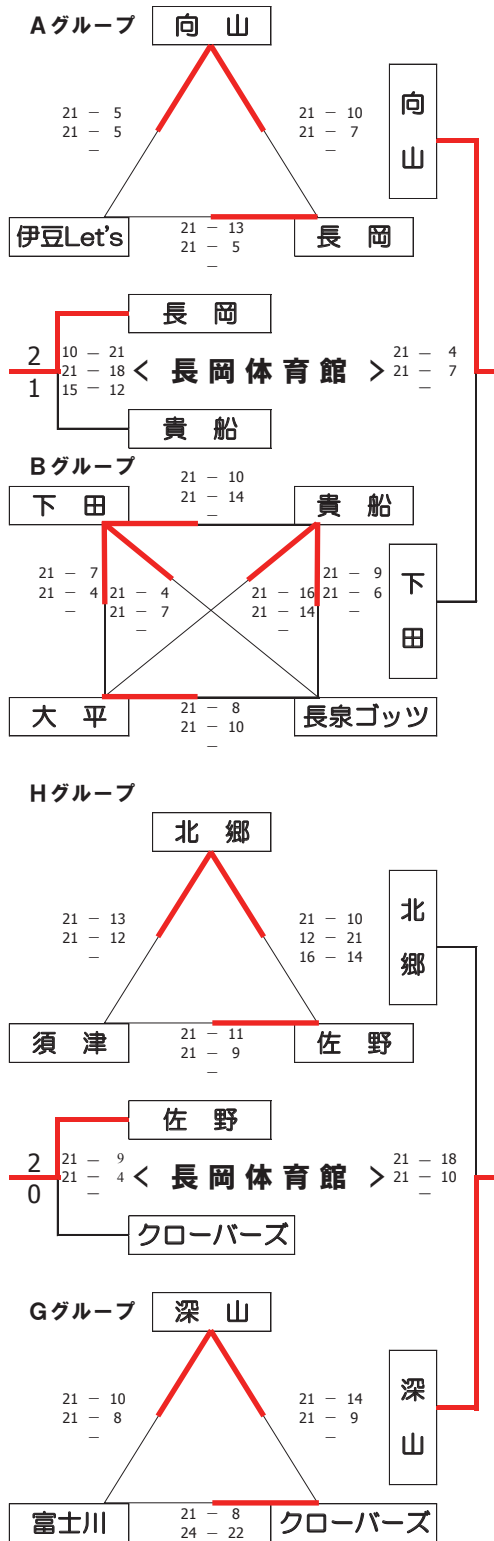 Aグループ
向 山
21 － 5
21 － 5
－
21 － 10
21 － 7
－
向山
伊豆Let's
21 － 13
21 － 5
－
長 岡
長 岡
2
1
10 － 21
21 － 18
15 － 12
＜ 長岡体育館 ＞
21 － 4
21 － 7
－
貴 船
Bグループ
21 － 10
21 － 14
－
下 田
貴 船
21 － 7
21 － 4
－
21 － 4
21 － 7
－
21 － 16
21 － 14
－
21 － 9
21 － 6
－
下田
大 平
21 － 8
21 － 10
－
長泉ゴッツ
Hグループ
北 郷
21 － 13
21 － 12
－
21 － 10
12 － 21
16 － 14
北郷
須 津
21 － 11
21 － 9
－
佐 野
佐 野
2
0
21 － 9
21 － 4
－
＜ 長岡体育館 ＞
21 － 18
21 － 10
－
クローバーズ
Gグループ
深 山
21 － 10
21 － 8
－
21 － 14
21 － 9
－
深山
富士川
21 － 8
24 － 22
クローバーズ